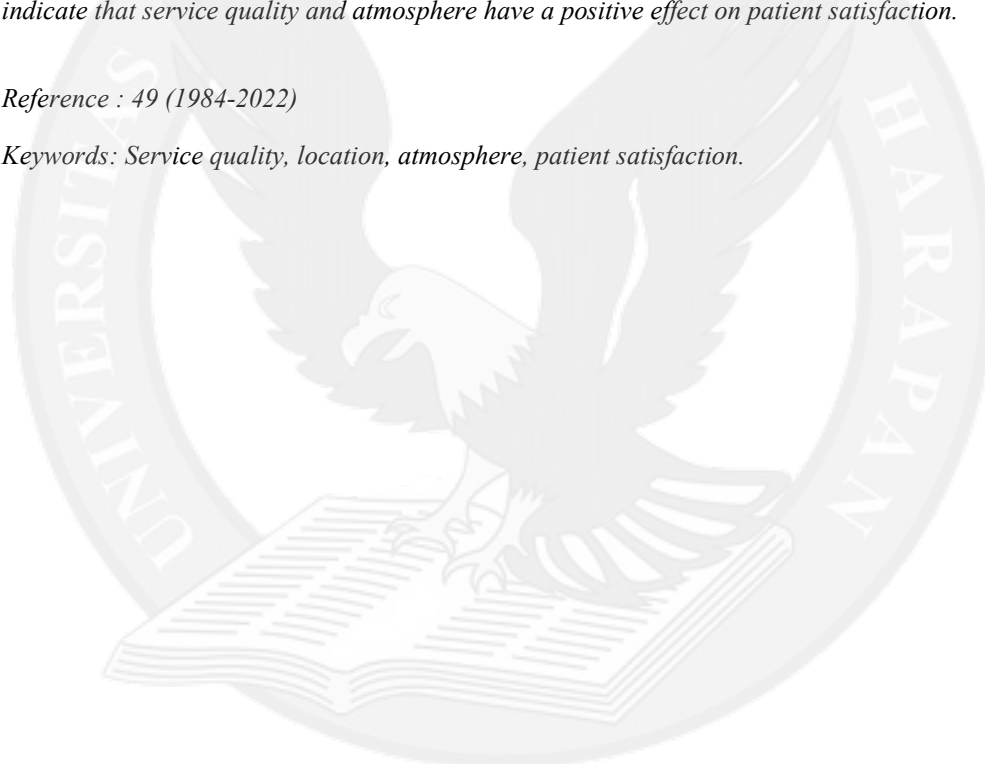 indicate that service quality and atmosphere have a positive effect on patient satisfaction.
Reference : 49 (1984-2022)
Keywords: Service quality, location, atmosphere, patient satisfaction.
UNIVERSITAS
HARAPAN